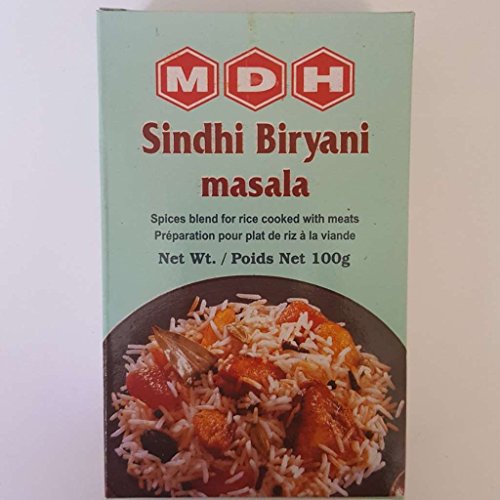 MDH
Sindhi Biryani
masala
Spices blend for rice cooked with meats
Préparation pour plat de riz à la viande
Net Wt. / Poids Net 100g